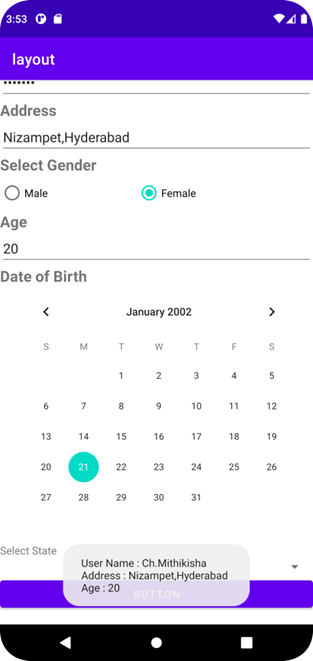 3:53
layout
•••••••
Address
Nizampet,Hyderabad
Select Gender
Male Female
Age
20
Date of Birth
January 2002
S M T W T F S
1 2 3 4 5
6 7 8 9 10 11 12
13 14 15 16 17 18 19
20 21 22 23 24 25 26
27 28 29 30 31
Select State
User Name : Ch.Mithikisha
Address : Nizampet,Hyderabad
Age : 20
BUTTON